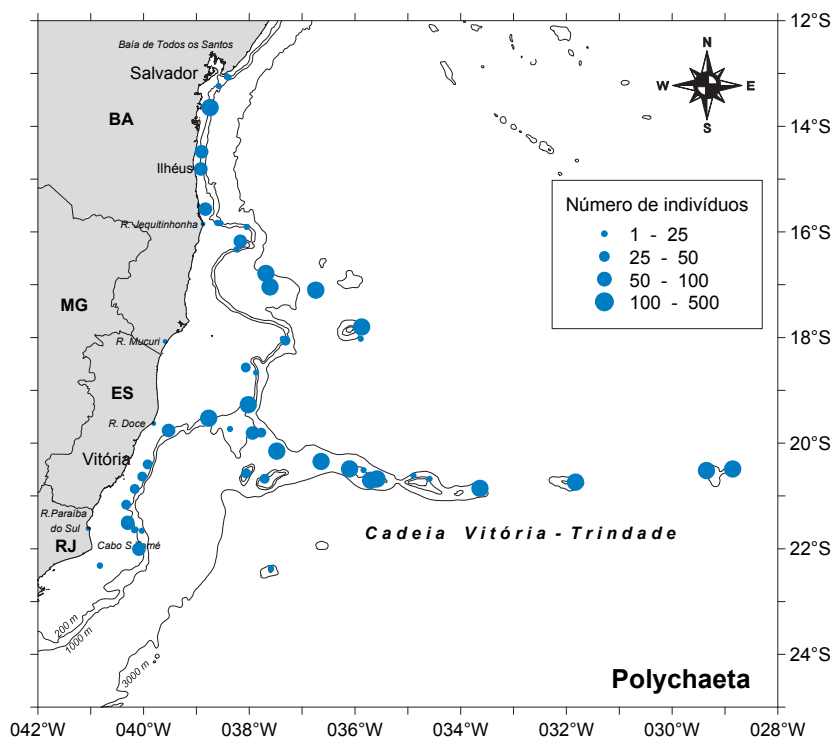 12°S
14°S
16°S
18°S
20°S
22°S
24°S
042°W
040°W
038°W
036°W
034°W
032°W
030°W
028°W
Baía de Todos os Santos
Salvador
BA
Ilhéus
R. Jequitinhonha
MG
R. Mucuri
ES
R. Doce
Vitória
R.Paraíba
do Sul
RJ
200 m
1000 m
3000 m
N
W
E
S
Número de indivíduos
1 - 25
25 - 50
50 - 100
100 - 500
Cadeia Vitória - Trindade
Polychaeta